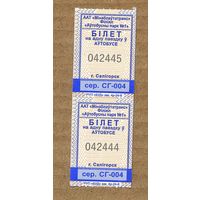 ААТ «Мінаблаўтатранс»
Філіял
«Аўтобусны парк №1»
БІЛЕТ
на адну паездку ў
АЎТОБУСЕ
042445
г. Салігорск
сер. СГ-004
ААТ «Мінаблаўтатранс»
Філіял
«Аўтобусны парк №1»
БІЛЕТ
на адну паездку ў
АЎТОБУСЕ
042444
г. Салігорск
сер. СГ-004